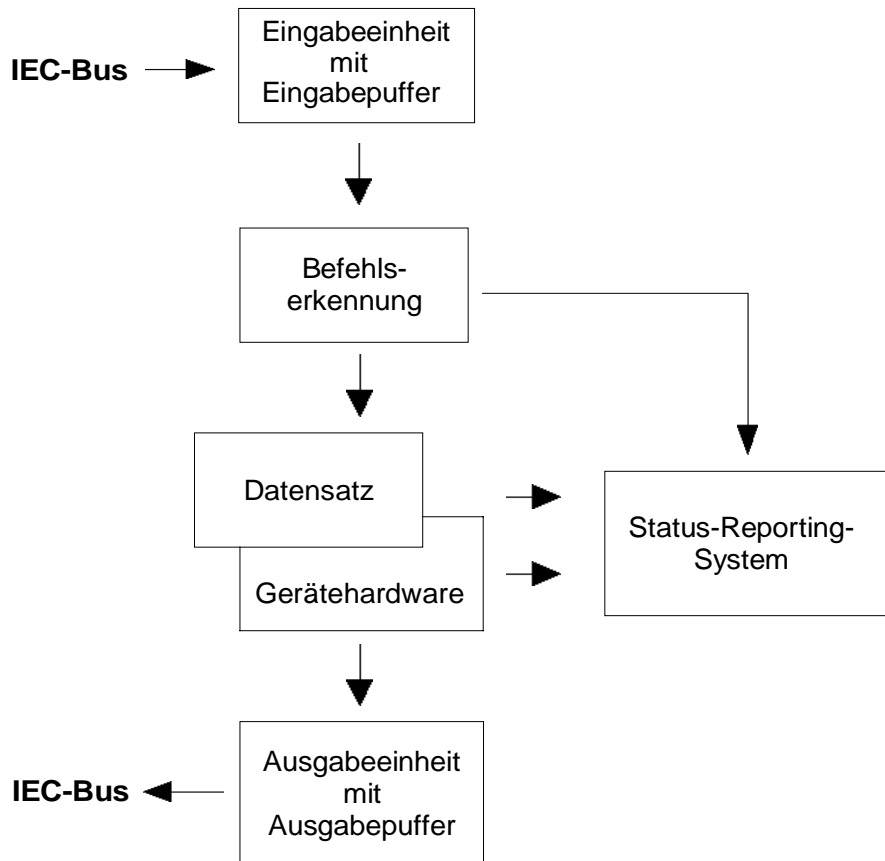 Eingabeeinheit
mit
Eingabepuffer
IEC-Bus
Befehls-
erkennung
Datensatz
Gerätehardware
Status-Reporting-
System
Ausgabeeinheit
mit
Ausgabepuffer
IEC-Bus